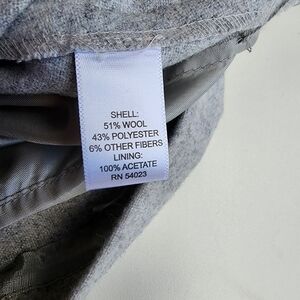 SHELL:
51% WOOL
43% POLYESTER
6% OTHER FIBERS
LINING:
100% ACETATE
RN 54023